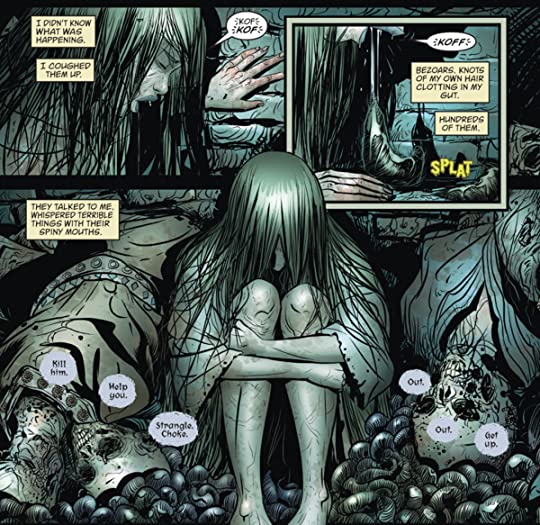 I DIDN'T KNOW
WHAT WAS
HAPPENING.
I COUGHED
THEM UP.
KOF
KOF
KOFF
BEZOARS. KNOTS
OF MY OWN HAIR
CLOTTING IN MY
GUT.
HUNDREDS
OF THEM.
SPLAT
THEY TALKED TO ME.
WHISPERED TERRIBLE
THINGS WITH THEIR
SPINY MOUTHS.
Kill
him.
Help
you.
Strangle.
Choke.
Out.
Out.
Get
up.